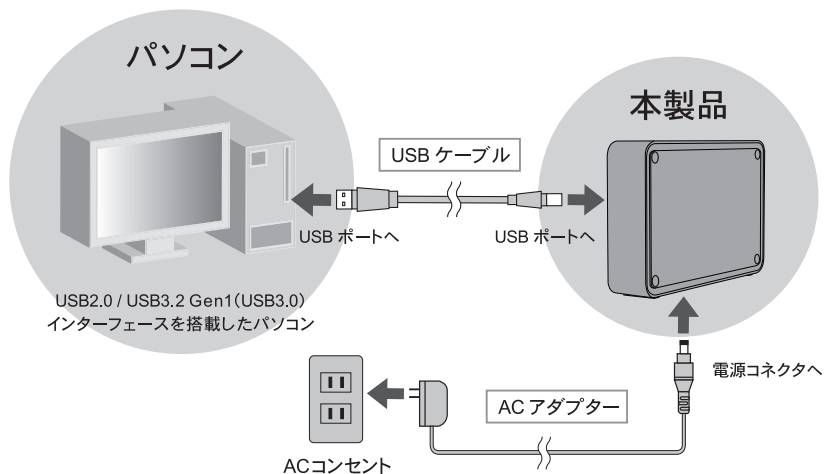 パソコン
本製品
USB ケーブル
USB ポートへ
USB ポートへ
USB2.0 / USB3.2 Gen1(USB3.0)
インターフェースを搭載したパソコン
電源コネクタへ
AC アダプター
ACコンセント